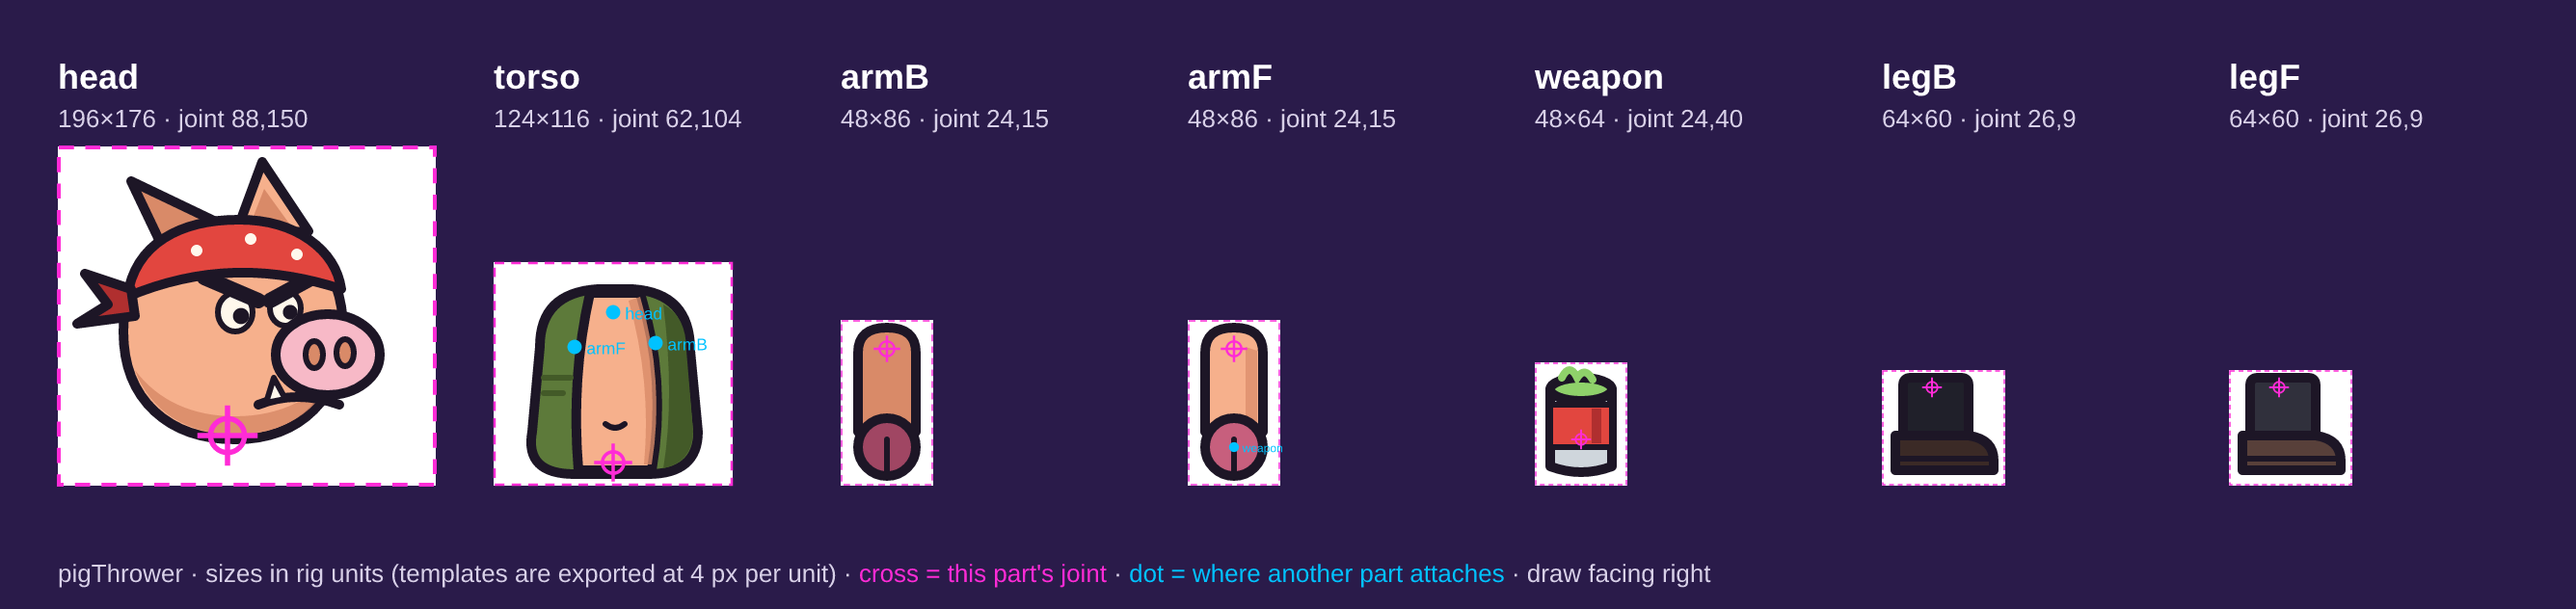 head
196×176 · joint 88,150
torso
124×116 · joint 62,104
armB
48×86 · joint 24,15
armF
48×86 · joint 24,15
weapon
48×64 · joint 24,40
legB
64×60 · joint 26,9
legF
64×60 · joint 26,9
head
armF
armB
weapon
pigThrower · sizes in rig units (templates are exported at 4 px per unit) · cross = this part's joint · dot = where another part attaches · draw facing right